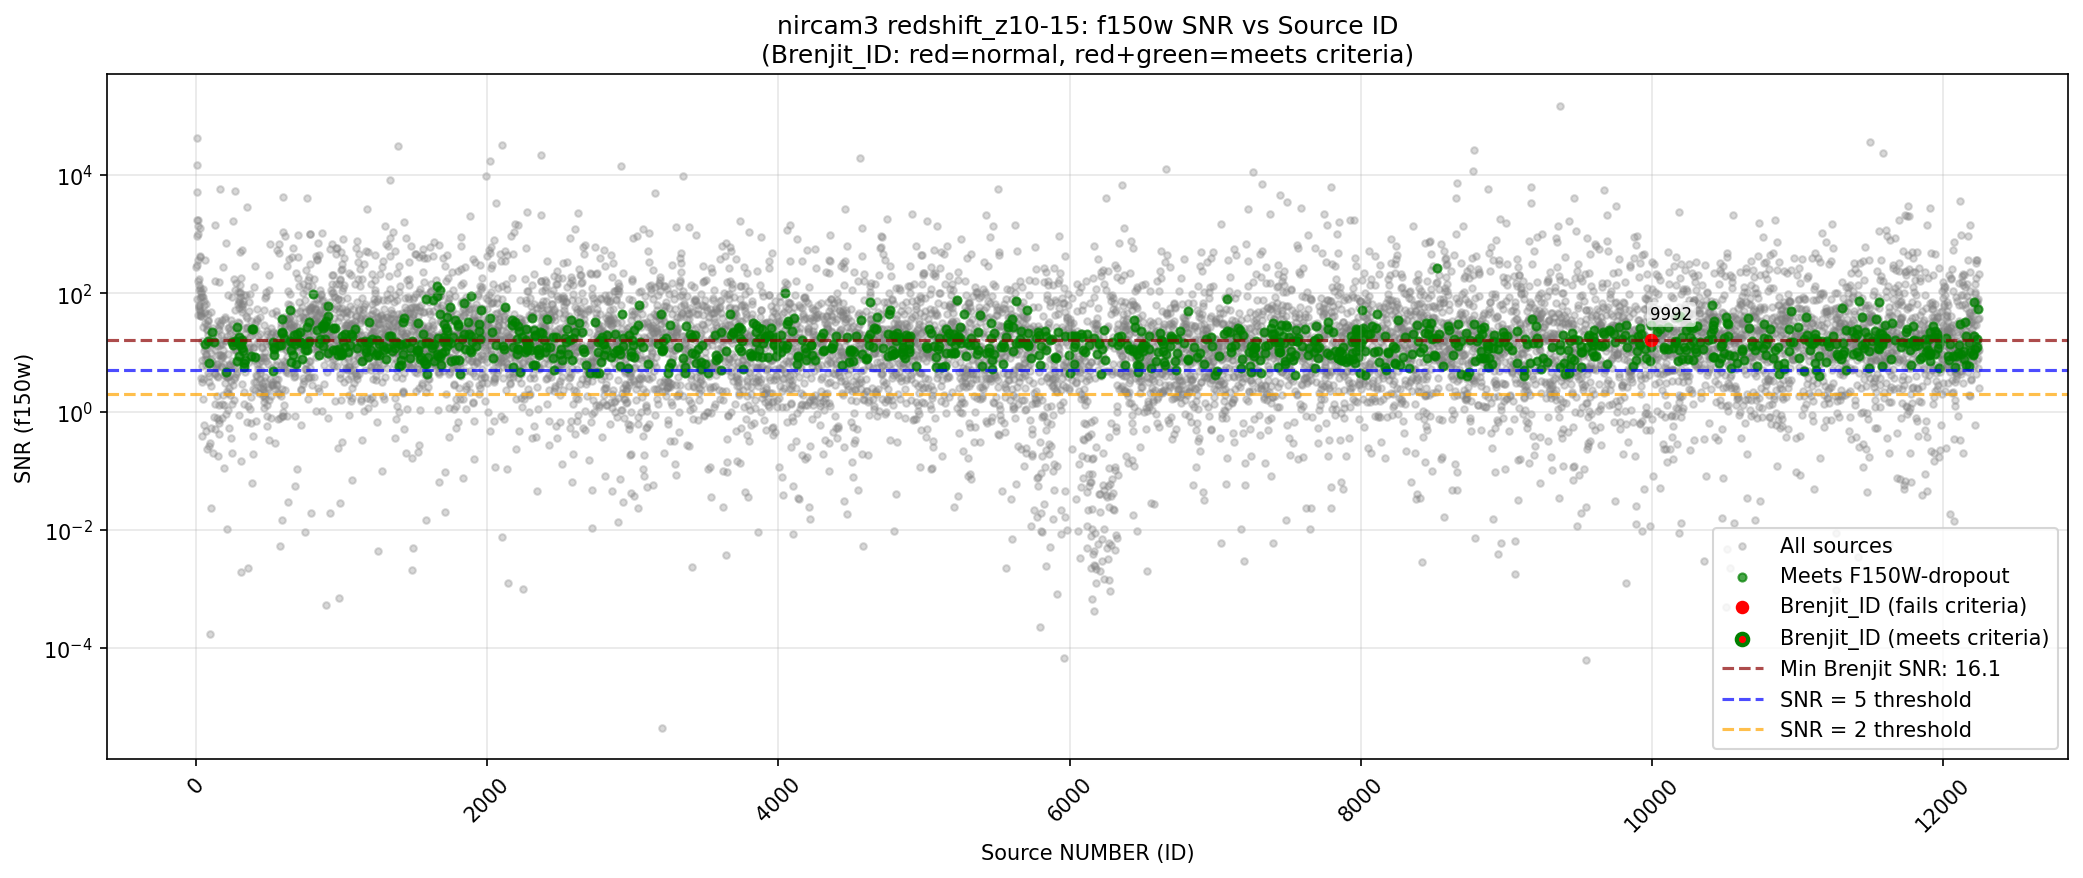 nircam3 redshift_z10-15: f150w SNR vs Source ID
(Brenjit_ID: red=normal, red+green=meets criteria)
SNR (f150w)
10⁴
10²
10⁰
10⁻²
10⁻⁴
9992
All sources
Meets F150W-dropout
Brenjit_ID (fails criteria)
Brenjit_ID (meets criteria)
Min Brenjit SNR: 16.1
SNR = 5 threshold
SNR = 2 threshold
0
2000
4000
6000
8000
10000
12000
Source NUMBER (ID)